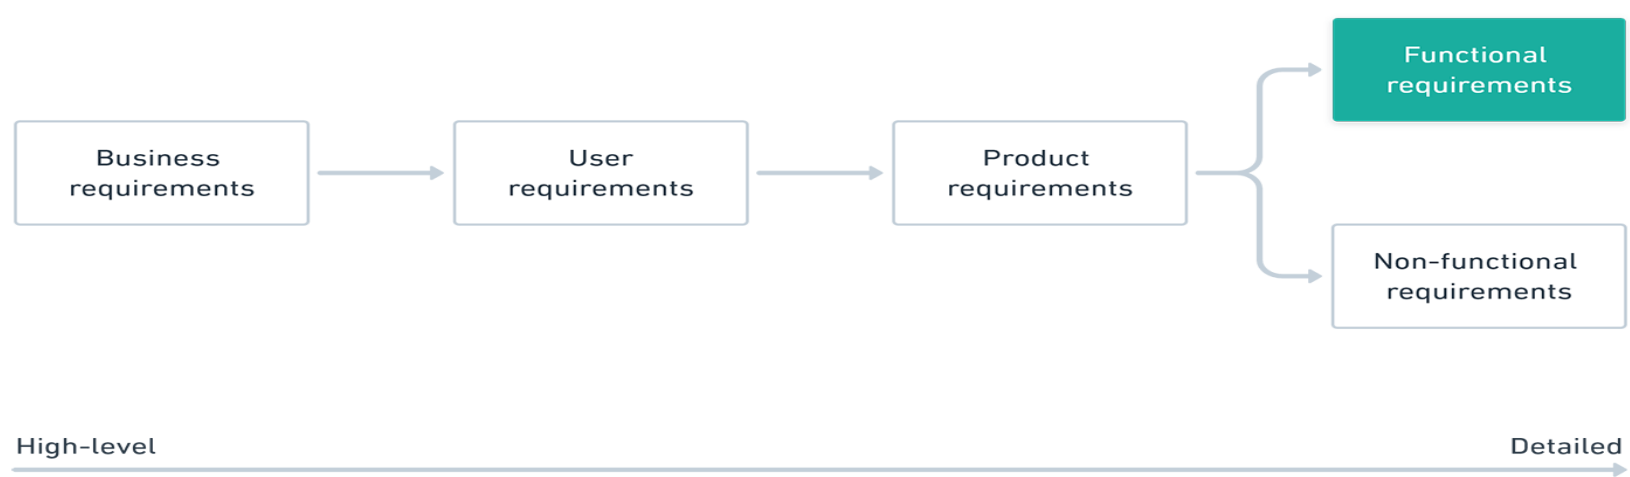 Functional
requirements
Business
requirements
User
requirements
Product
requirements
Non-functional
requirements
High-level
Detailed